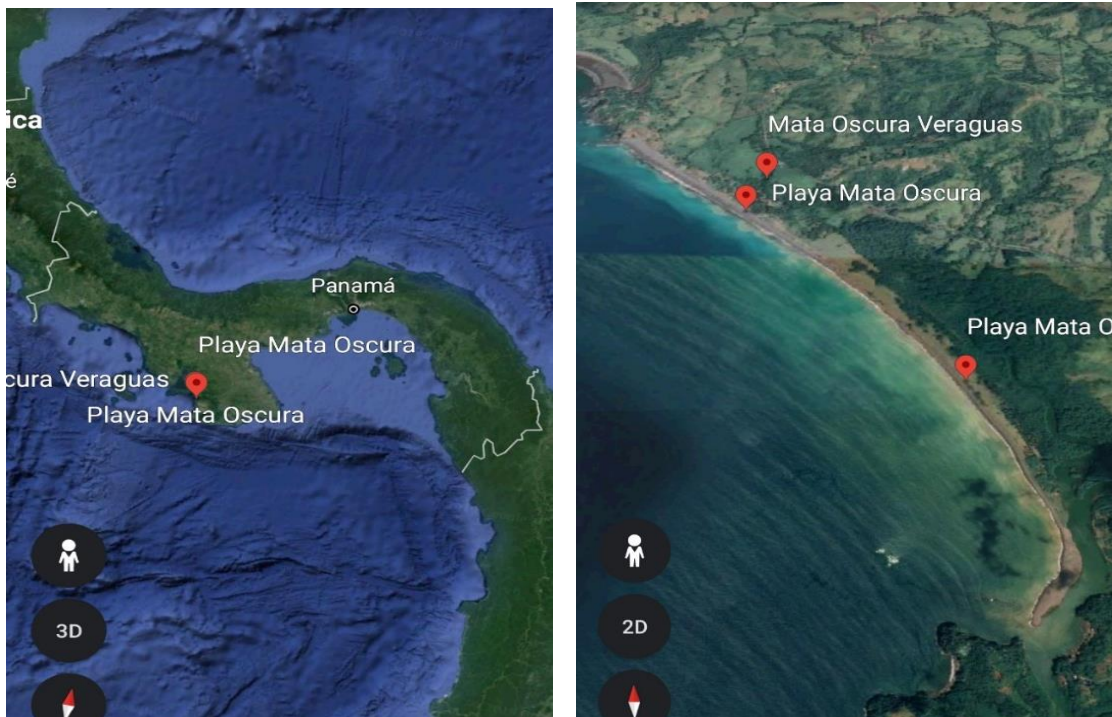 ica
é
Panamá
Playa Mata Oscura
cura Veraguas
Playa Mata Oscura
3D
Mata Oscura Veraguas
Playa Mata Oscura
Playa Mata O
2D